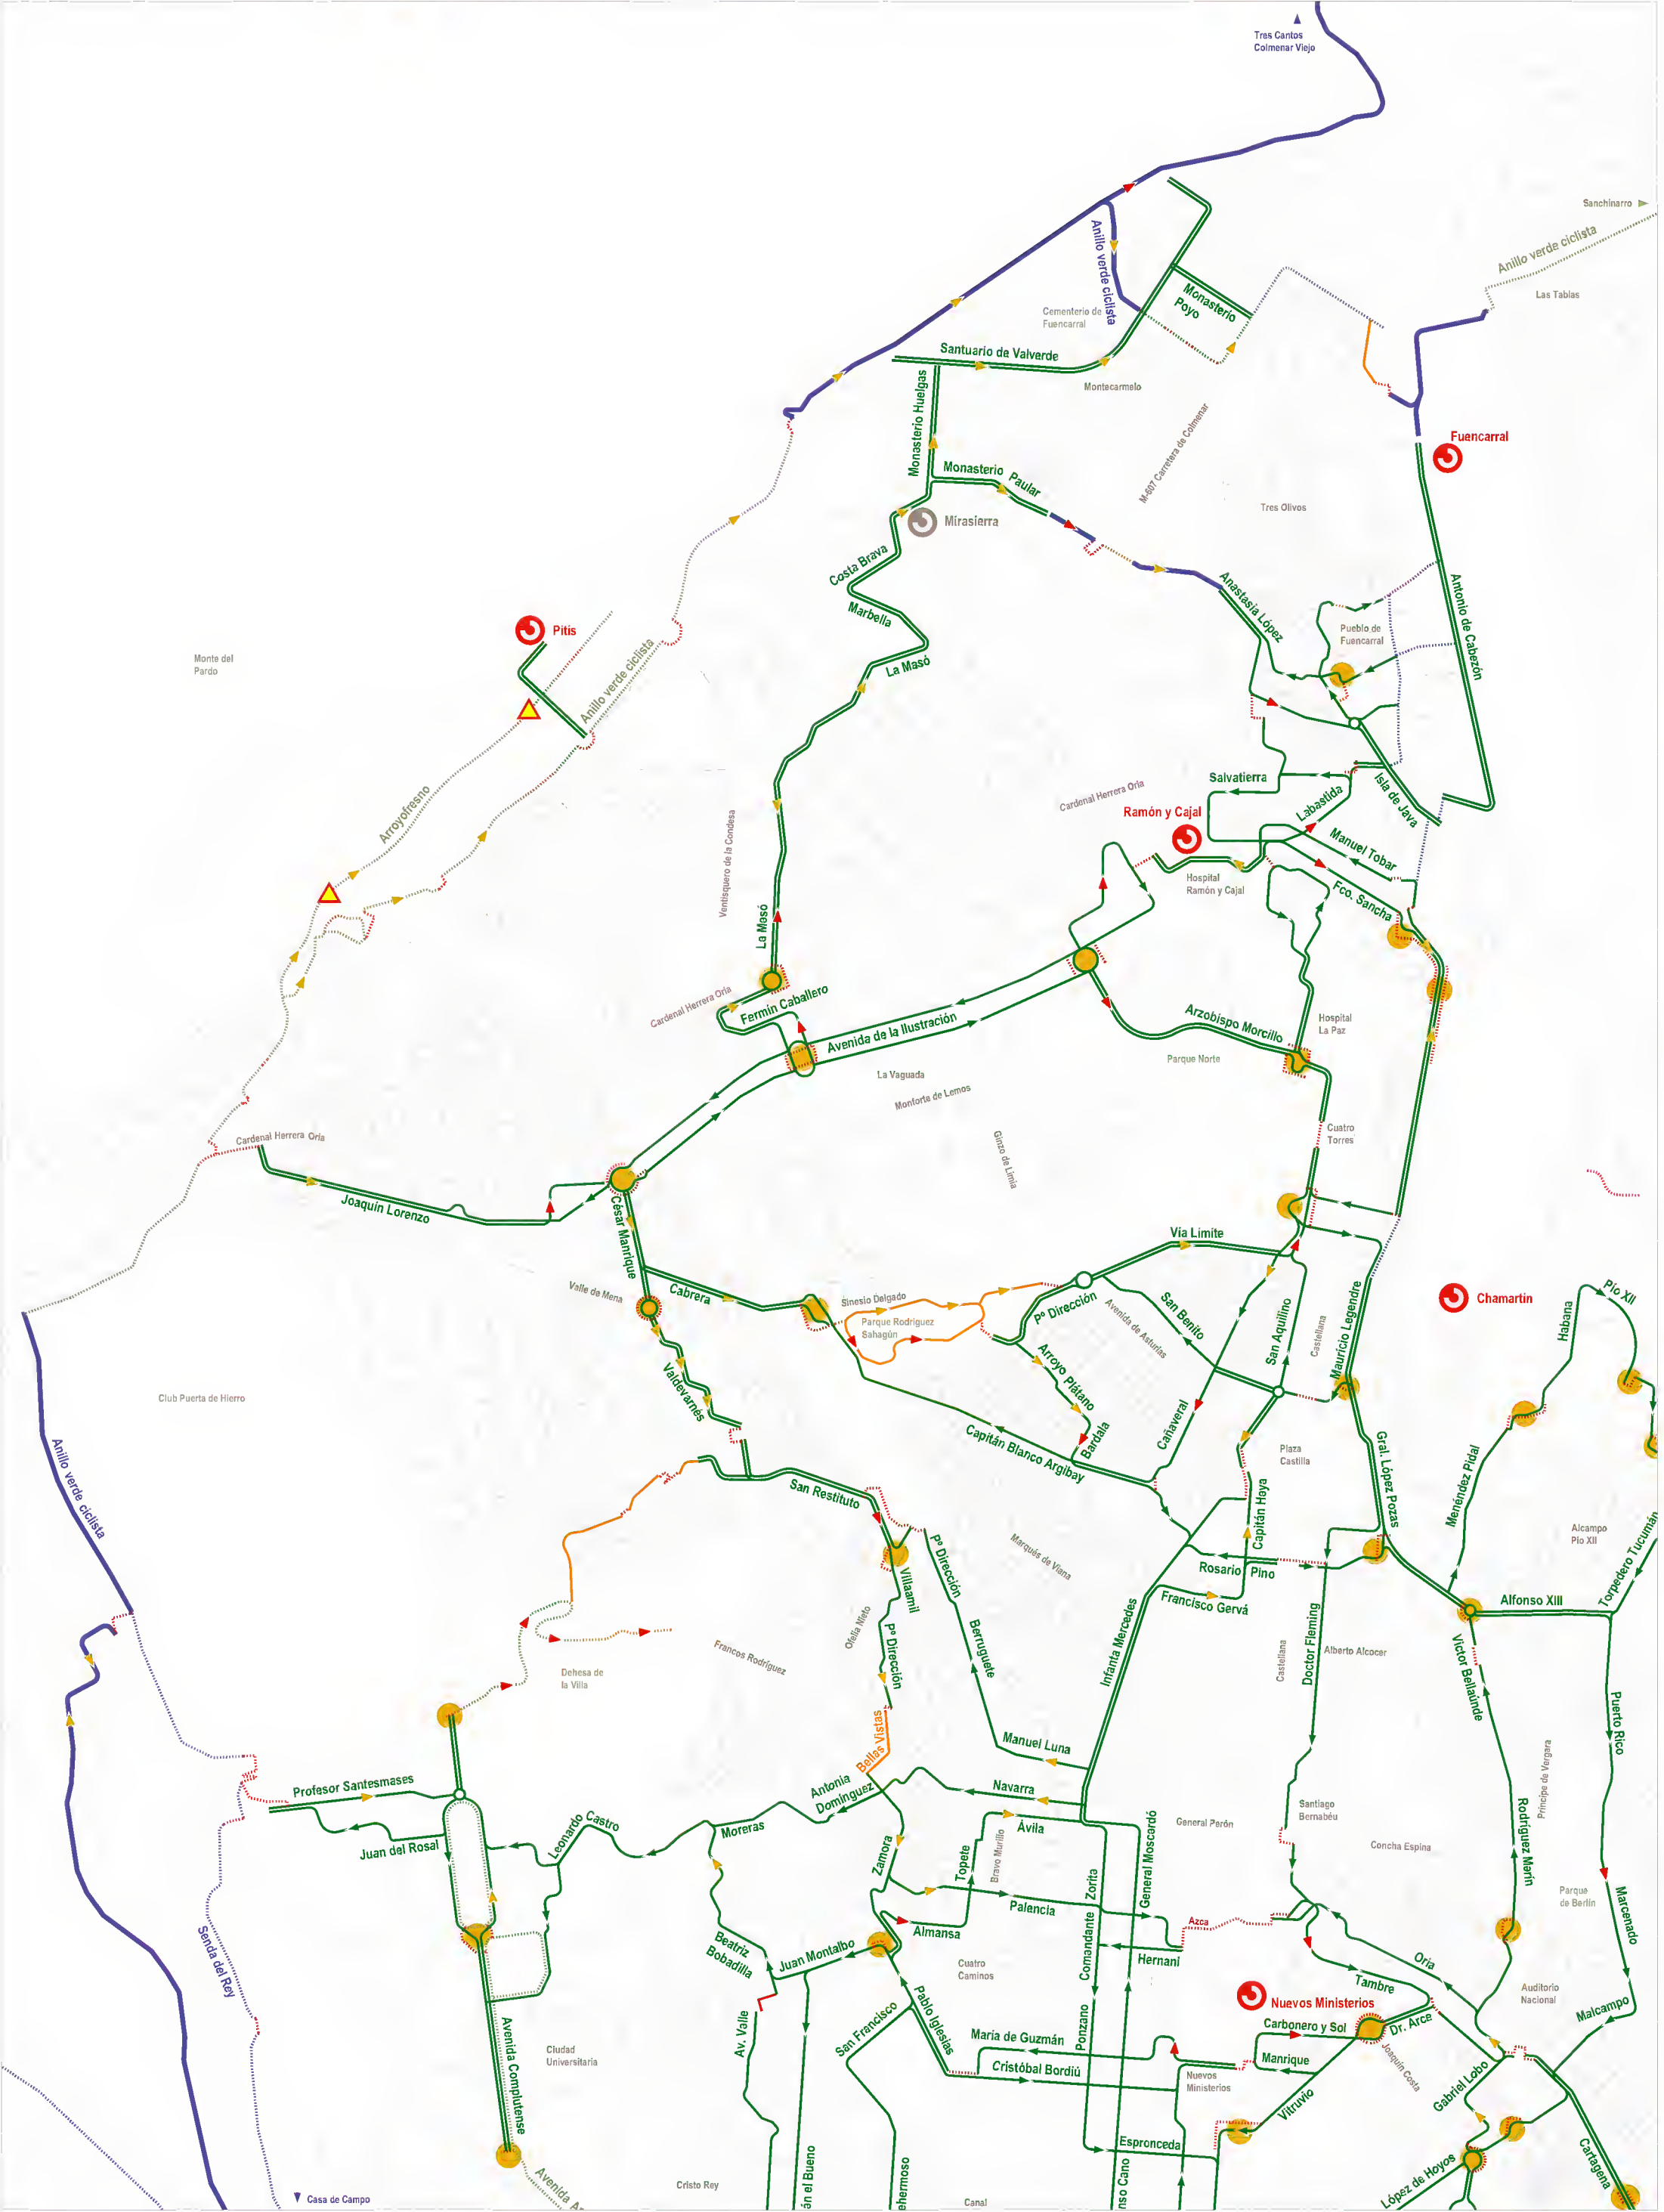 Tres Cantos
Colmenar Viejo
Sanchinarro
Anillo verde ciclista
Las Tablas
Anillo verde ciclista
Cementerio de
Fuencarral
Monasterio
Poyo
Santuario de Valverde
Montecarmelo
Monasterio Huelgas
M-607 Carretera de Colmenar
Fuencarral
Monasterio Paular
Mirasierra
Tres Olivos
Costa Brava
Marbella
La Masó
Anastasia López
Antonio de Cabezón
Pueblo de
Fuencarral
Pitis
Monte del
Pardo
Anillo verde ciclista
Arroyofresno
Ventisquero de la Condesa
Cardenal Herrera Oria
Salvatierra
Labastida
Isla de Java
Ramón y Cajal
Manuel Tobar
Hospital
Ramón y Cajal
Fco. Sancha
La Masó
Cardenal Herrera Oria
Fermín Caballero
Avenida de la Ilustración
Arzobispo Morcillo
Hospital
La Paz
Parque Norte
La Vaguada
Monforte de Lemos
Cuatro
Torres
Ginzo de Limia
Cardenal Herrera Oria
Joaquín Lorenzo
César Manrique
Vía Límite
Valle de Mena
Cabrera
Sinesio Delgado
Parque Rodriguez
Sahagún
Pº Dirección
San Benito
Avenida de Asturias
San Aquilino
Castellana
Mauricio Legendre
Chamartín
Habana
Pío XII
Arroyo Plátano
Bardala
Cañaveral
Valdevarnés
Club Puerta de Hierro
Anillo verde ciclista
Capitán Blanco Argibay
Plaza
Castilla
Gral. López Pozas
Menéndez Pidal
San Restituto
Capitán Haya
Alcampo
Pío XII
Torpedero Tucumán
Marqués de Viana
Pº Dirección
Villaamil
Rosario Pino
Francisco Gervá
Alfonso XIII
Ofelia Nieto
Pº Dirección
Berruguete
Infanta Mercedes
Castellana
Doctor Fleming
Alberto Alcocer
Víctor Bellaúnde
Francos Rodríguez
Dehesa de
la Villa
Bellas Vistas
Manuel Luna
Puerto Rico
Príncipe de Vergara
Profesor Santesmases
Antonia
Domínguez
Navarra
Leonardo Castro
Moreras
Ávila
Juan del Rosal
General Perón
Santiago
Bernabéu
Concha Espina
Rodríguez Marín
Zamora
Topete
Bravo Murillo
Comandante Zorita
General Moscardó
Palencia
Parque
de Berlín
Marcenado
Azca
Almansa
Hernani
Senda del Rey
Beatriz
Bobadilla
Juan Montalbo
Cuatro
Caminos
Oria
Tambre
Auditorio
Nacional
Nuevos Ministerios
Malcampo
Pablo Iglesias
San Francisco
Av. Valle
María de Guzmán
Ponzano
Carbonero y Sol
Dr. Arce
Avenida Complutense
Ciudad
Universitaria
Cristóbal Bordiú
Manrique
Nuevos
Ministerios
Joaquín Costa
Gabriel Lobo
Vitruvio
Espronceda
López de Hoyos
Cartagena
Cristo Rey
Avenida Ar
án el Bueno
ehermoso
nso Cano
Canal
Casa de Campo